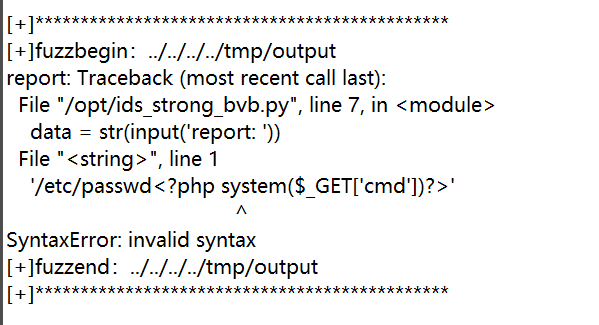 [+]**********************************************
[+]fuzzbegin：../../../../tmp/output
report: Traceback (most recent call last):
  File "/opt/ids_strong_bvb.py", line 7, in <module>
    data = str(input('report: '))
  File "<string>", line 1
    '/etc/passwd<?php system($_GET['cmd'])?>'
                                     ^
SyntaxError: invalid syntax
[+]fuzzend：../../../../tmp/output
[+]**********************************************